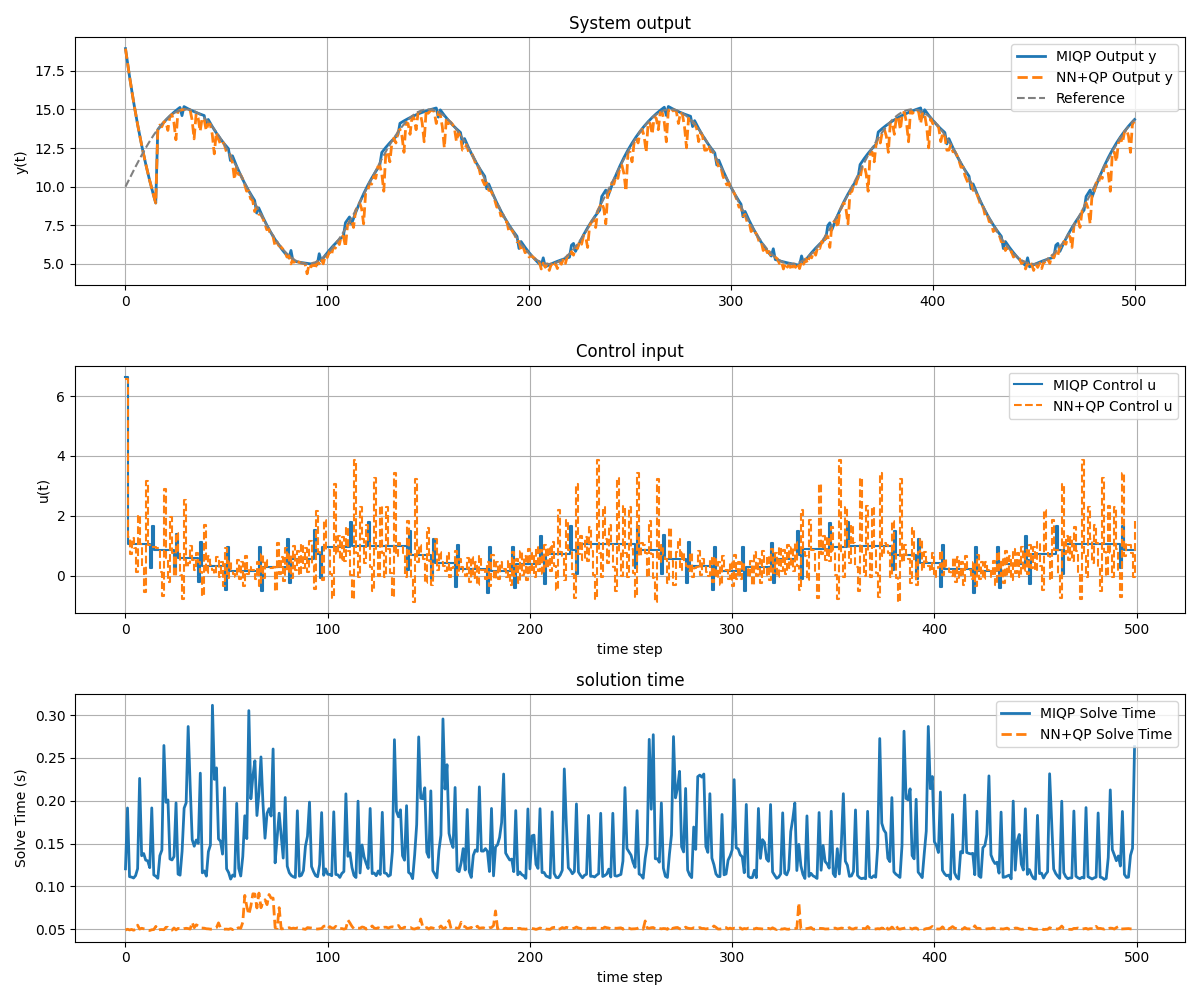 System output
y(t)
17.5
15.0
12.5
10.0
7.5
5.0
MIQP Output y
NN+QP Output y
Reference
0 100 200 300 400 500
Control input
u(t)
6
4
2
0
MIQP Control u
NN+QP Control u
0 100 200 300 400 500
time step
solution time
Solve Time (s)
0.30
0.25
0.20
0.15
0.10
0.05
MIQP Solve Time
NN+QP Solve Time
0 100 200 300 400 500
time step